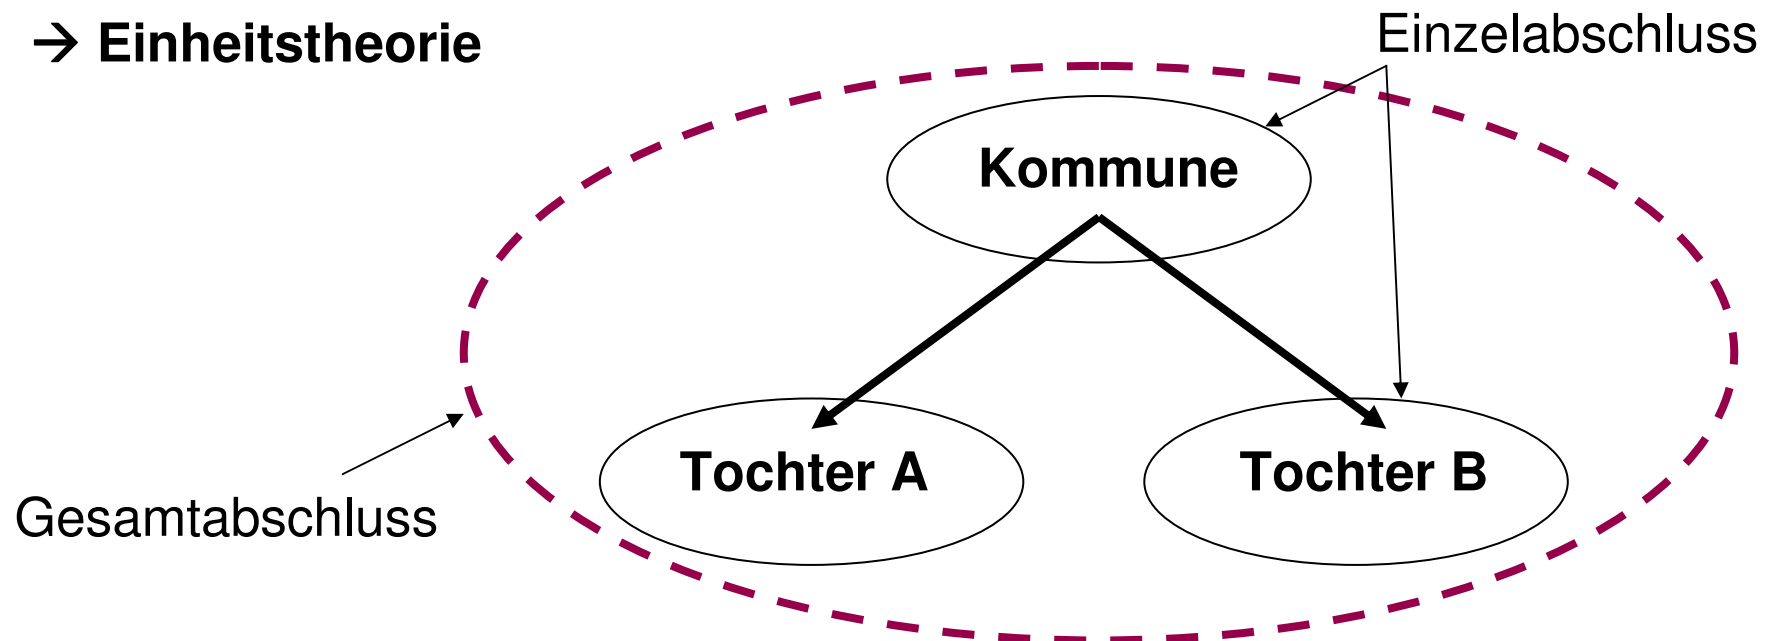 → Einheitstheorie
Einzelabschluss
Kommune
Tochter A
Tochter B
Gesamtabschluss